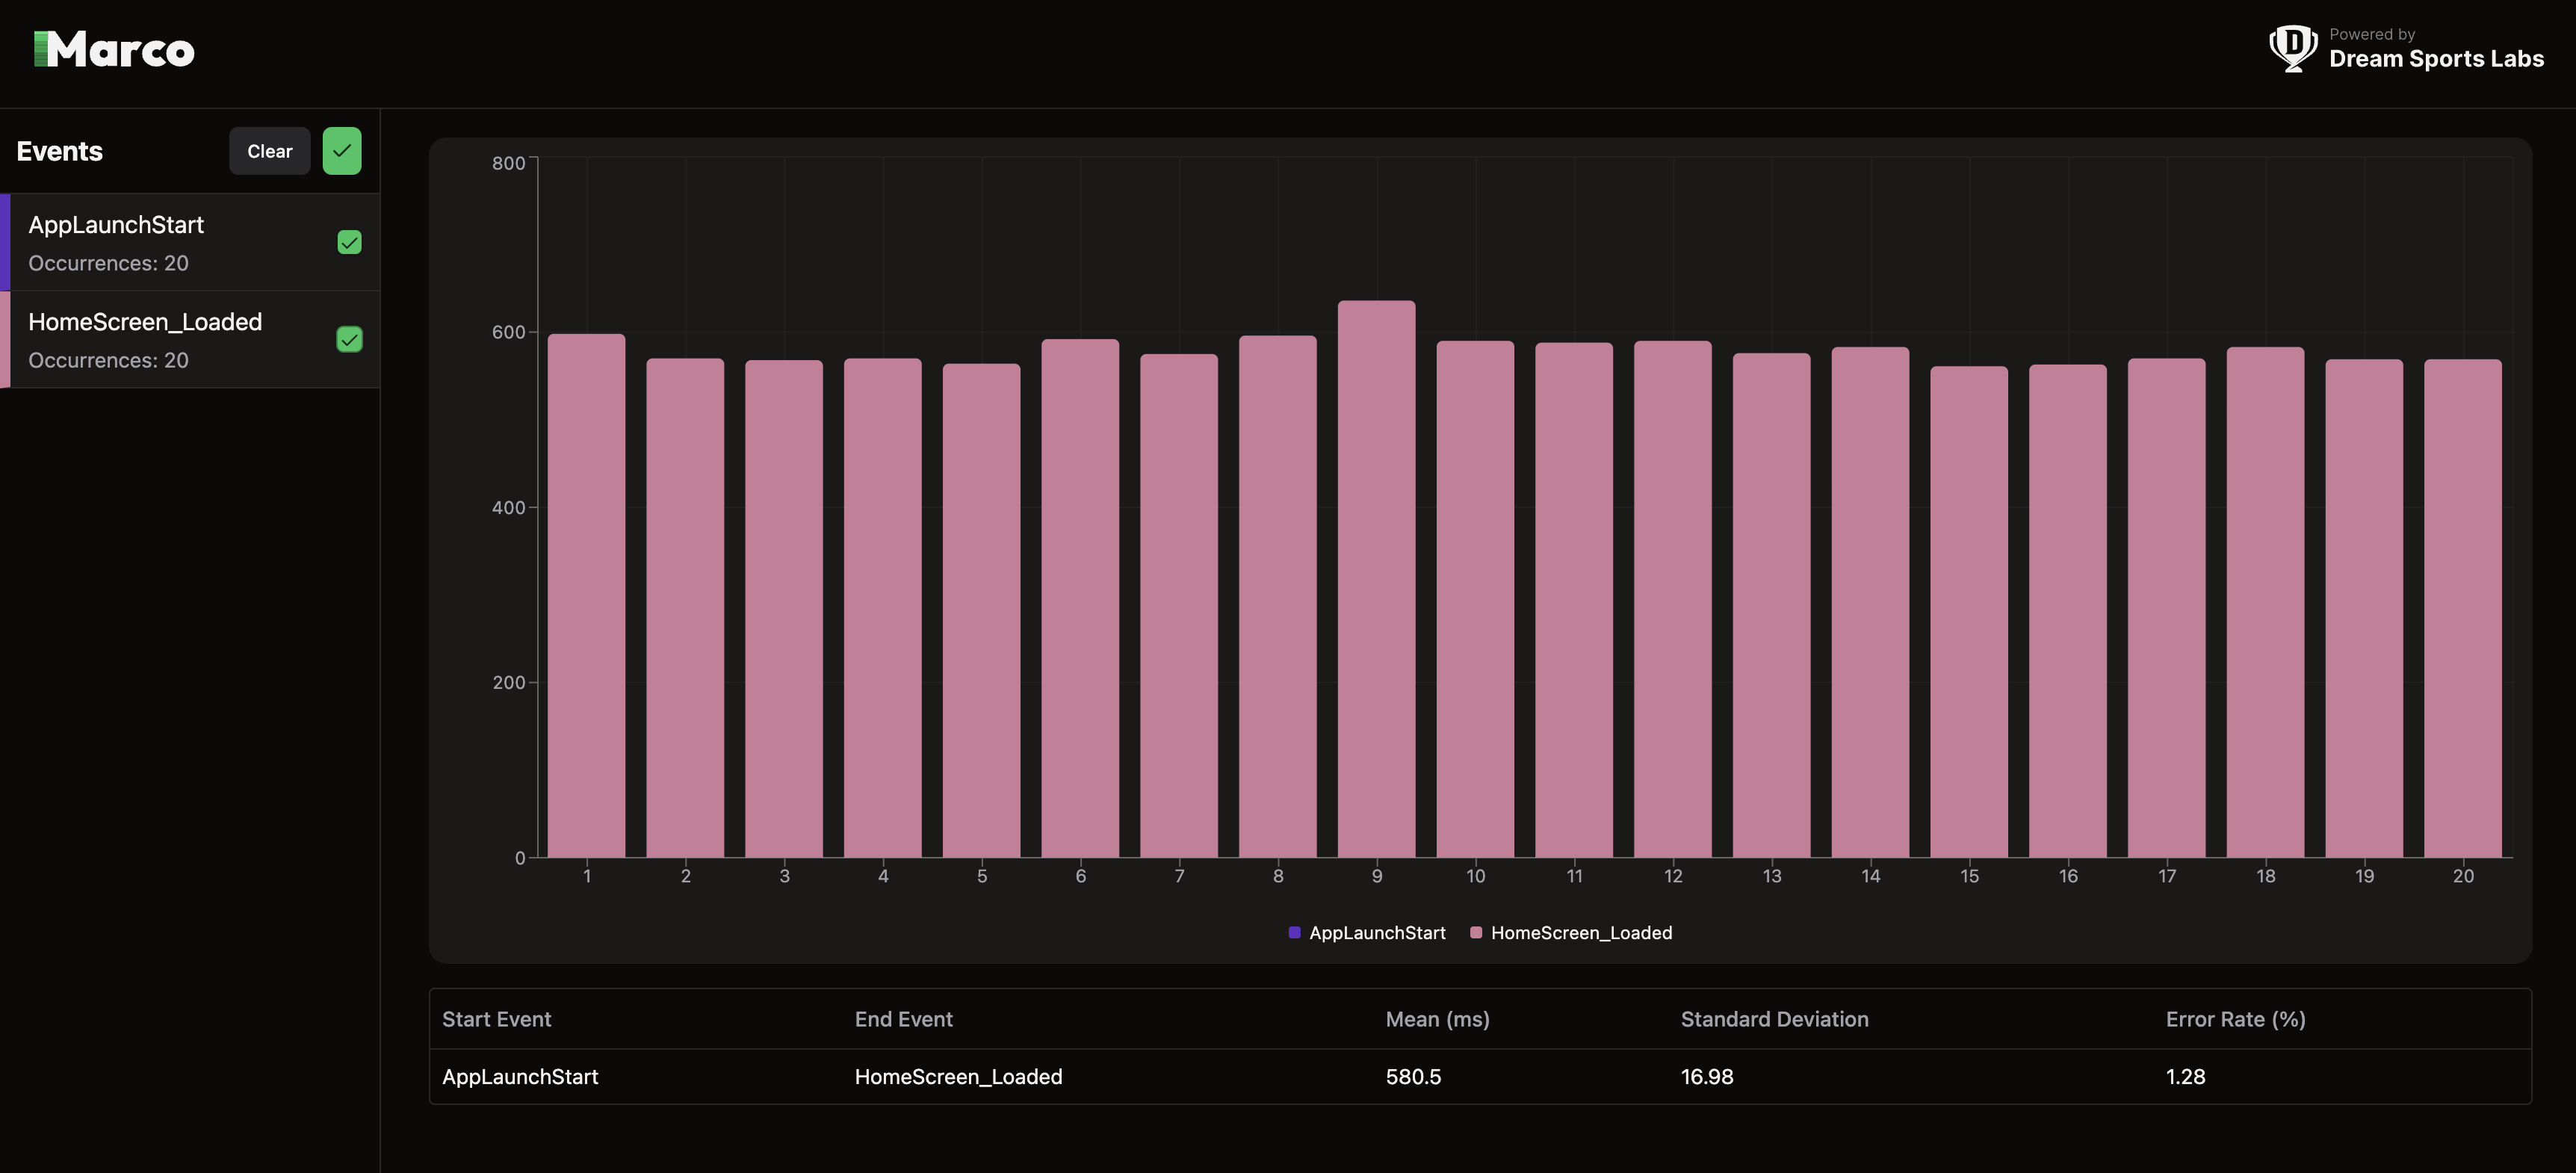 Marco
Powered by
Dream Sports Labs
Events
Clear
AppLaunchStart
Occurrences: 20
HomeScreen_Loaded
Occurrences: 20
800
600
400
200
0
1 2 3 4 5 6 7 8 9 10 11 12 13 14 15 16 17 18 19 20
AppLaunchStart HomeScreen_Loaded
Start Event End Event Mean (ms) Standard Deviation Error Rate (%)
AppLaunchStart HomeScreen_Loaded 580.5 16.98 1.28